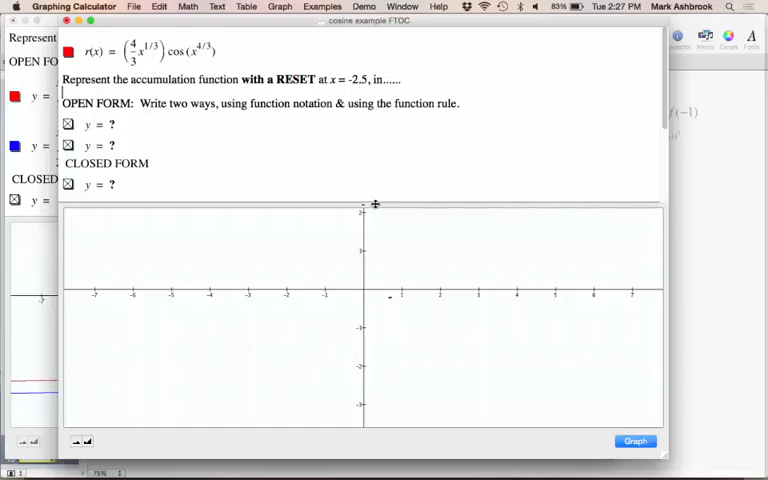 Graphing Calculator File Edit Math Text Table Graph Examples Demo Window Help 83% Tue 2:27 PM Mark Ashbrook
cosine example FTOC
Represent
OPEN FO
y =
y =
CLOSED
y =
-7
r(x) = (4/3 x^1/3) cos(x^4/3)
Represent the accumulation function with a RESET at x = -2.5, in......
OPEN FORM: Write two ways, using function notation & using the function rule.
y = ?
y = ?
CLOSED FORM
y = ?
2
1
-7 -6 -5 -4 -3 -2 -1 1 2 3 4 5 6 7
-1
-2
-3
Graph
Colors Fonts
f(-1)
75%